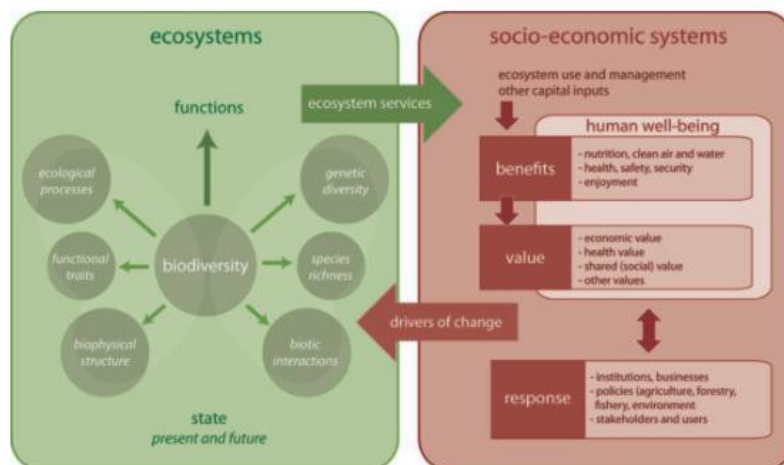 ecosystems
functions
ecological
processes
genetic
diversity
functional
traits
biodiversity
species
richness
biophysical
structure
biotic
interactions
state
present and future
ecosystem services
drivers of change
socio-economic systems
ecosystem use and management
other capital inputs
human well-being
benefits
- nutrition, clean air and water
- health, safety, security
- enjoyment
value
- economic value
- health value
- shared (social) value
- other values
response
- institutions, businesses
- policies (agriculture, forestry,
fishery, environment
- stakeholders and users